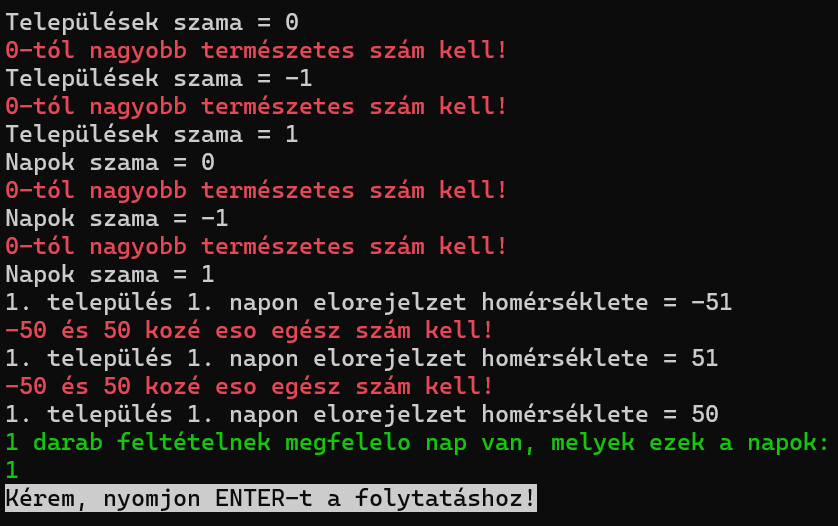 Települések szama = 0
0-tól nagyobb természetes szám kell!
Települések szama = -1
0-tól nagyobb természetes szám kell!
Települések szama = 1
Napok szama = 0
0-tól nagyobb természetes szám kell!
Napok szama = -1
0-tól nagyobb természetes szám kell!
Napok szama = 1
1. település 1. napon elorejelzet homérséklete = -51
-50 és 50 kozé eso egész szám kell!
1. település 1. napon elorejelzet homérséklete = 51
-50 és 50 kozé eso egész szám kell!
1. település 1. napon elorejelzet homérséklete = 50
1 darab feltételnek megfelelo nap van, melyek ezek a napok:
1
Kérem, nyomjon ENTER-t a folytatáshoz!